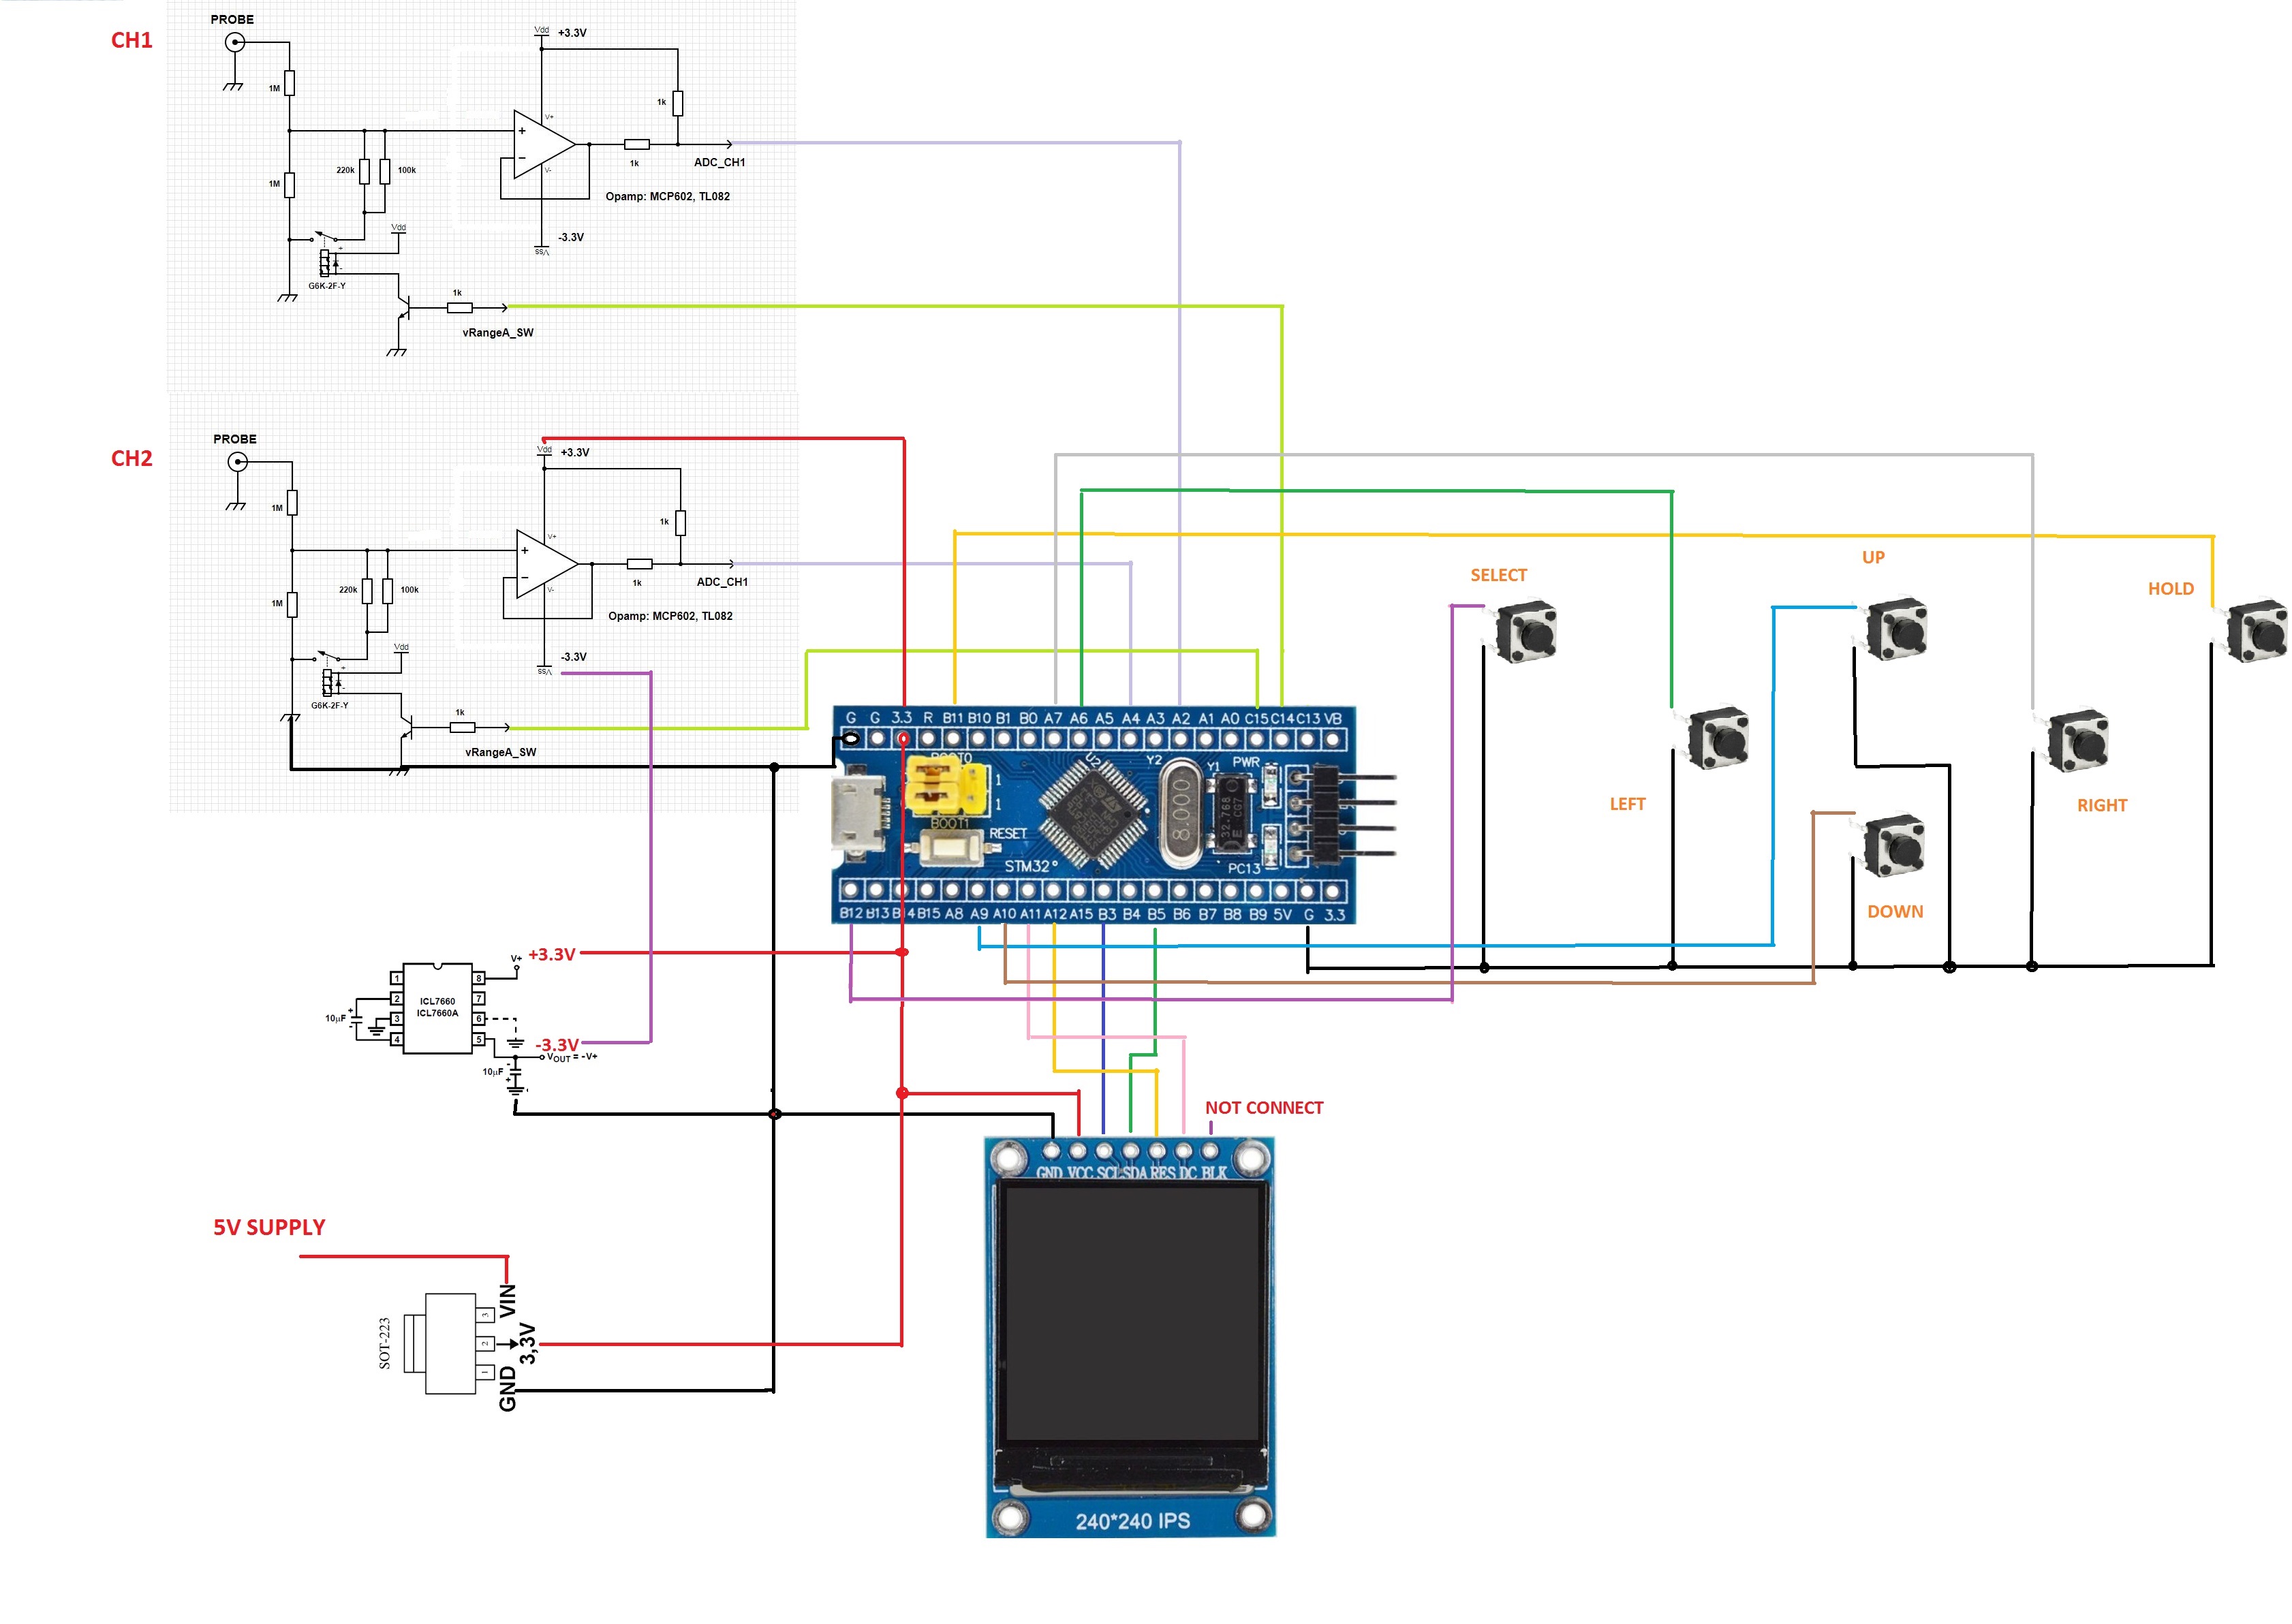 CH1
PROBE
1M
1M
220k
100k
Vdd
+3.3V
V+
+
−
V-
1k
1k
ADC_CH1
Opamp: MCP602, TL082
-3.3V
Vss
Vdd
+
-
G6K-2F-Y
1k
vRangeA_SW
CH2
PROBE
1M
1M
220k
100k
Vdd
+3.3V
V+
+
−
V-
1k
1k
ADC_CH1
Opamp: MCP602, TL082
-3.3V
Vss
Vdd
+
-
G6K-2F-Y
1k
vRangeA_SW
SELECT
UP
HOLD
LEFT
RIGHT
DOWN
G G 3.3 R B11 B10 B1 B0 A7 A6 A5 A4 A3 A2 A1 A0 C15 C14 C13 VB
BOOT0
1
1
BOOT1
RESET
STM32°
U2
Y2
8.000
Y1
32.768
E CG7
PWR
PC13
B12 B13 B14 B15 A8 A9 A10 A11 A12 A15 B3 B4 B5 B6 B7 B8 B9 5V G 3.3
+3.3V
V+
1 8
2 7
3 6
4 5
ICL7660
ICL7660A
10µF
+
-
-3.3V
VOUT = -V+
10µF
-
+
NOT CONNECT
GND VCC SCL SDA RES DC BLK
240*240 IPS
5V SUPPLY
SOT-223
3 VIN
2 3,3V
1 GND